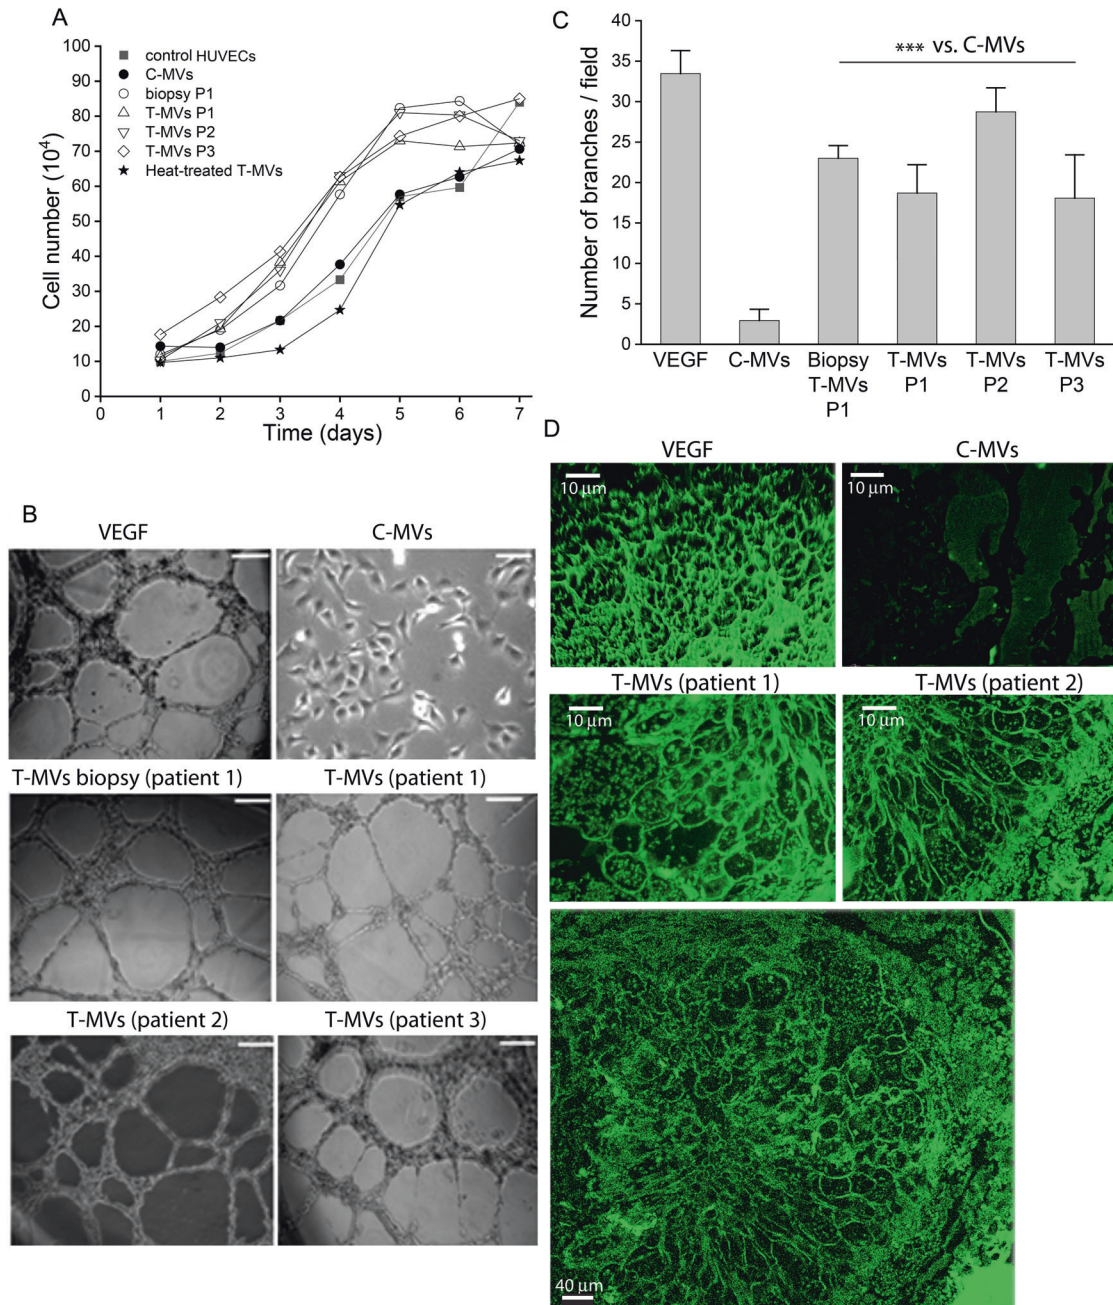 A
control HUVECs
C-MVs
biopsy P1
T-MVs P1
T-MVs P2
T-MVs P3
Heat-treated T-MVs
Cell number (10⁴)
100
90
80
70
60
50
40
30
20
10
0
0 1 2 3 4 5 6 7
Time (days)
C
*** vs. C-MVs
Number of branches / field
40
35
30
25
20
15
10
5
0
VEGF
C-MVs
Biopsy
T-MVs
P1
T-MVs
P1
T-MVs
P2
T-MVs
P3
B
VEGF
C-MVs
T-MVs biopsy (patient 1)
T-MVs (patient 1)
T-MVs (patient 2)
T-MVs (patient 3)
D
VEGF
C-MVs
10 μm
10 μm
T-MVs (patient 1)
T-MVs (patient 2)
10 μm
10 μm
40 μm